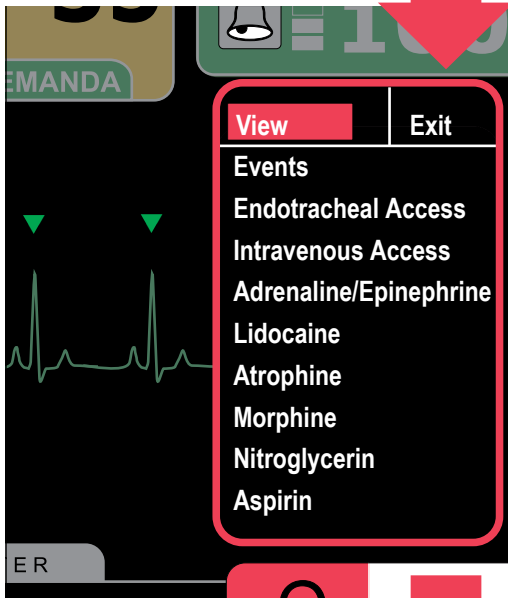 EMANDA
View Exit
Events
Endotracheal Access
Intravenous Access
Adrenaline/Epinephrine
Lidocaine
Atrophine
Morphine
Nitroglycerin
Aspirin
ER